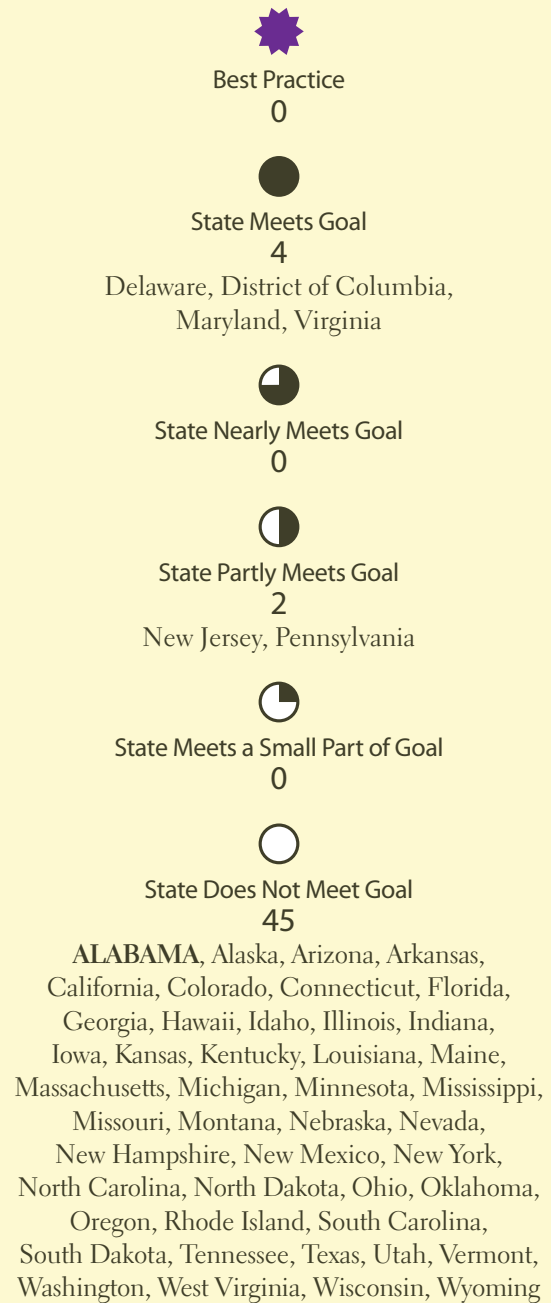 Best Practice
0
State Meets Goal
4
Delaware, District of Columbia,
Maryland, Virginia
State Nearly Meets Goal
0
State Partly Meets Goal
2
New Jersey, Pennsylvania
State Meets a Small Part of Goal
0
State Does Not Meet Goal
45
ALABAMA, Alaska, Arizona, Arkansas,
California, Colorado, Connecticut, Florida,
Georgia, Hawaii, Idaho, Illinois, Indiana,
Iowa, Kansas, Kentucky, Louisiana, Maine,
Massachusetts, Michigan, Minnesota, Mississippi,
Missouri, Montana, Nebraska, Nevada,
New Hampshire, New Mexico, New York,
North Carolina, North Dakota, Ohio, Oklahoma,
Oregon, Rhode Island, South Carolina,
South Dakota, Tennessee, Texas, Utah, Vermont,
Washington, West Virginia, Wisconsin, Wyoming